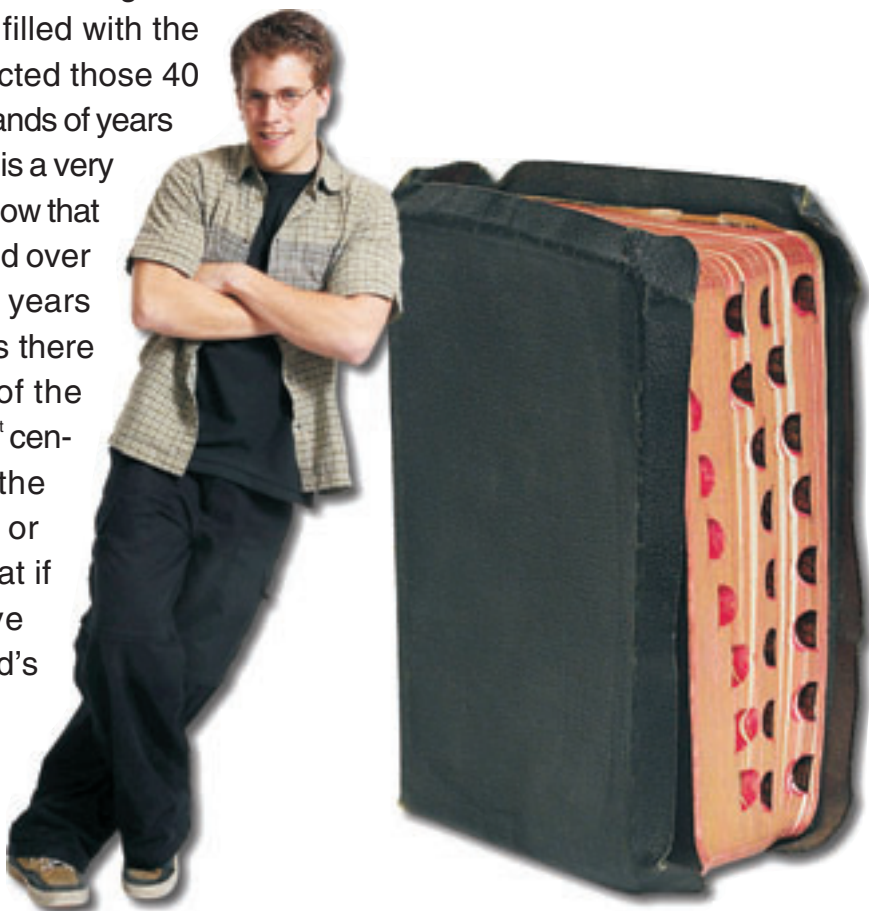 filled with the
cted those 40
ands of years
is a very
ow that
d over
years
s there
of the
t cen-
the
or
at if
ve
d's